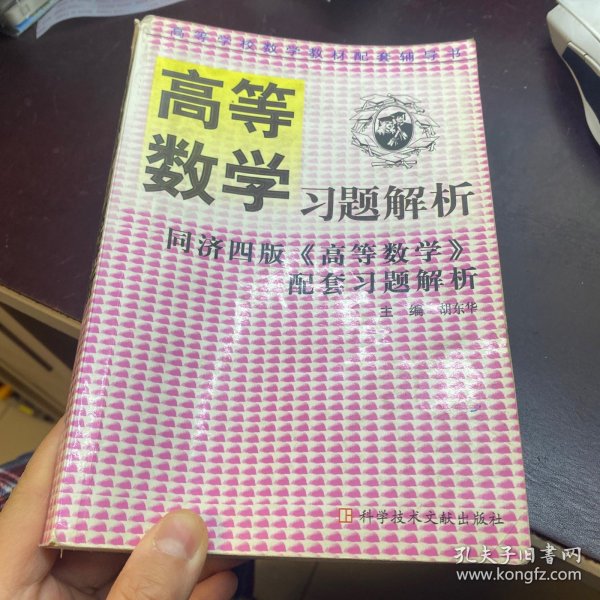 高等学校数学教材配套辅导书
高等
数学
习题解析
同济四版《高等数学》
配套习题解析
主编 胡东华
科学技术文献出版社
孔夫子旧书网
www.kongfz.com